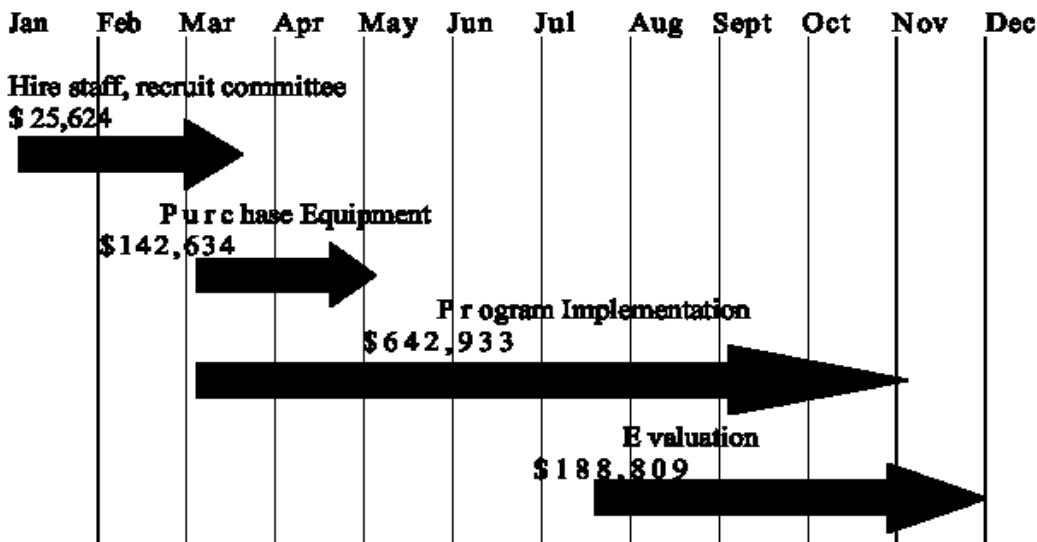 Jan Feb Mar Apr May Jun Jul Aug Sept Oct Nov Dec
Hire staff, recruit committee
$ 25,624
Purchase Equipment
$142,634
Program Implementation
$642,933
Evaluation
$188,809